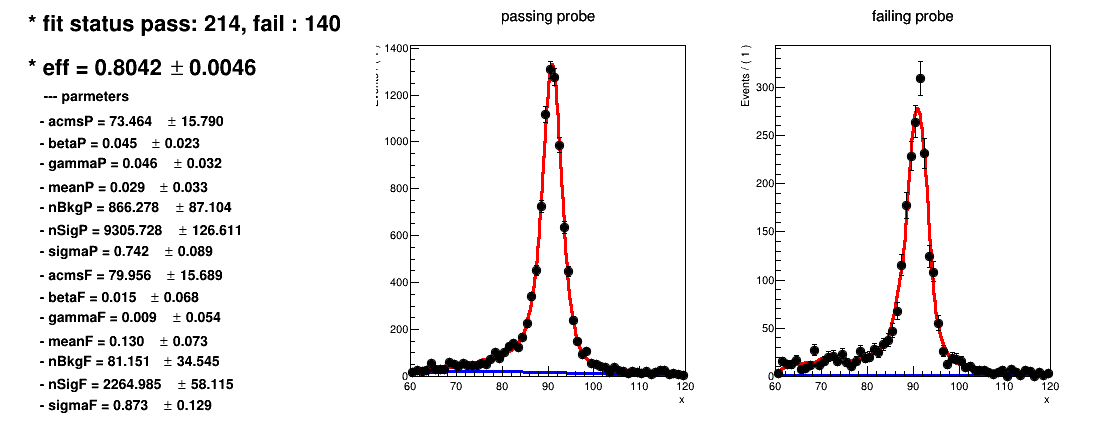 * fit status pass: 214, fail : 140
* eff = 0.8042 ± 0.0046
--- parmeters
- acmsP = 73.464 ± 15.790
- betaP = 0.045 ± 0.023
- gammaP = 0.046 ± 0.032
- meanP = 0.029 ± 0.033
- nBkgP = 866.278 ± 87.104
- nSigP = 9305.728 ± 126.611
- sigmaP = 0.742 ± 0.089
- acmsF = 79.956 ± 15.689
- betaF = 0.015 ± 0.068
- gammaF = 0.009 ± 0.054
- meanF = 0.130 ± 0.073
- nBkgF = 81.151 ± 34.545
- nSigF = 2264.985 ± 58.115
- sigmaF = 0.873 ± 0.129
passing probe
1400
1200
1000
800
600
400
200
0
60 70 80 90 100 110 120
x
failing probe
Events / ( 1 )
300
250
200
150
100
50
0
60 70 80 90 100 110 120
x